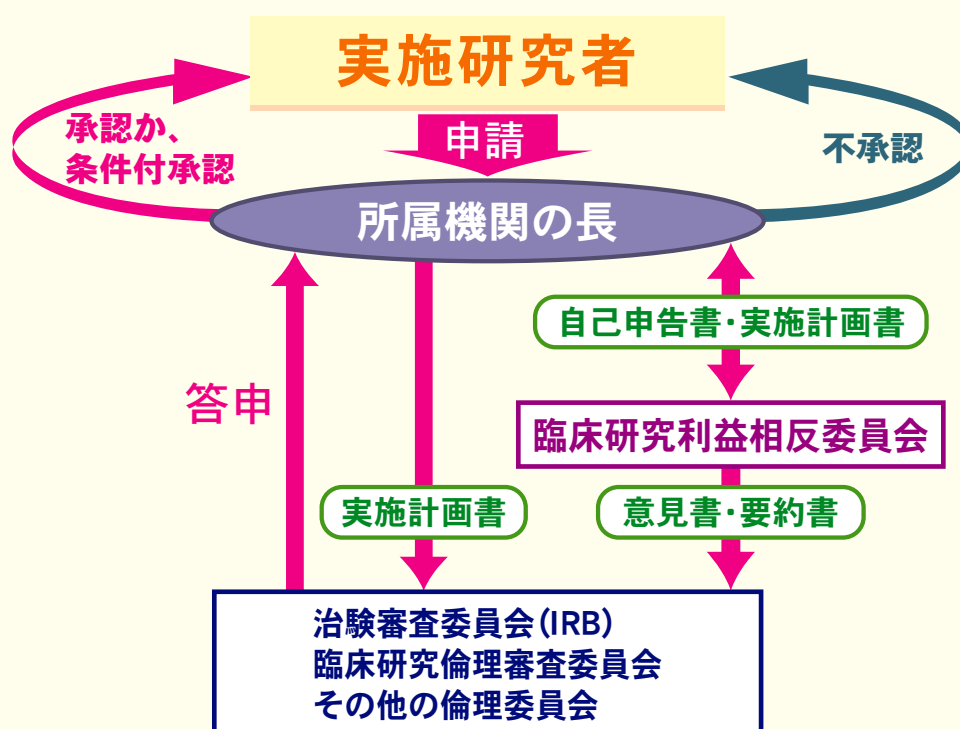 実施研究者
申請
承認か、
条件付承認
不承認
所属機関の長
自己申告書・実施計画書
答申
臨床研究利益相反委員会
実施計画書
意見書・要約書
治験審査委員会(IRB)
臨床研究倫理審査委員会
その他の倫理委員会